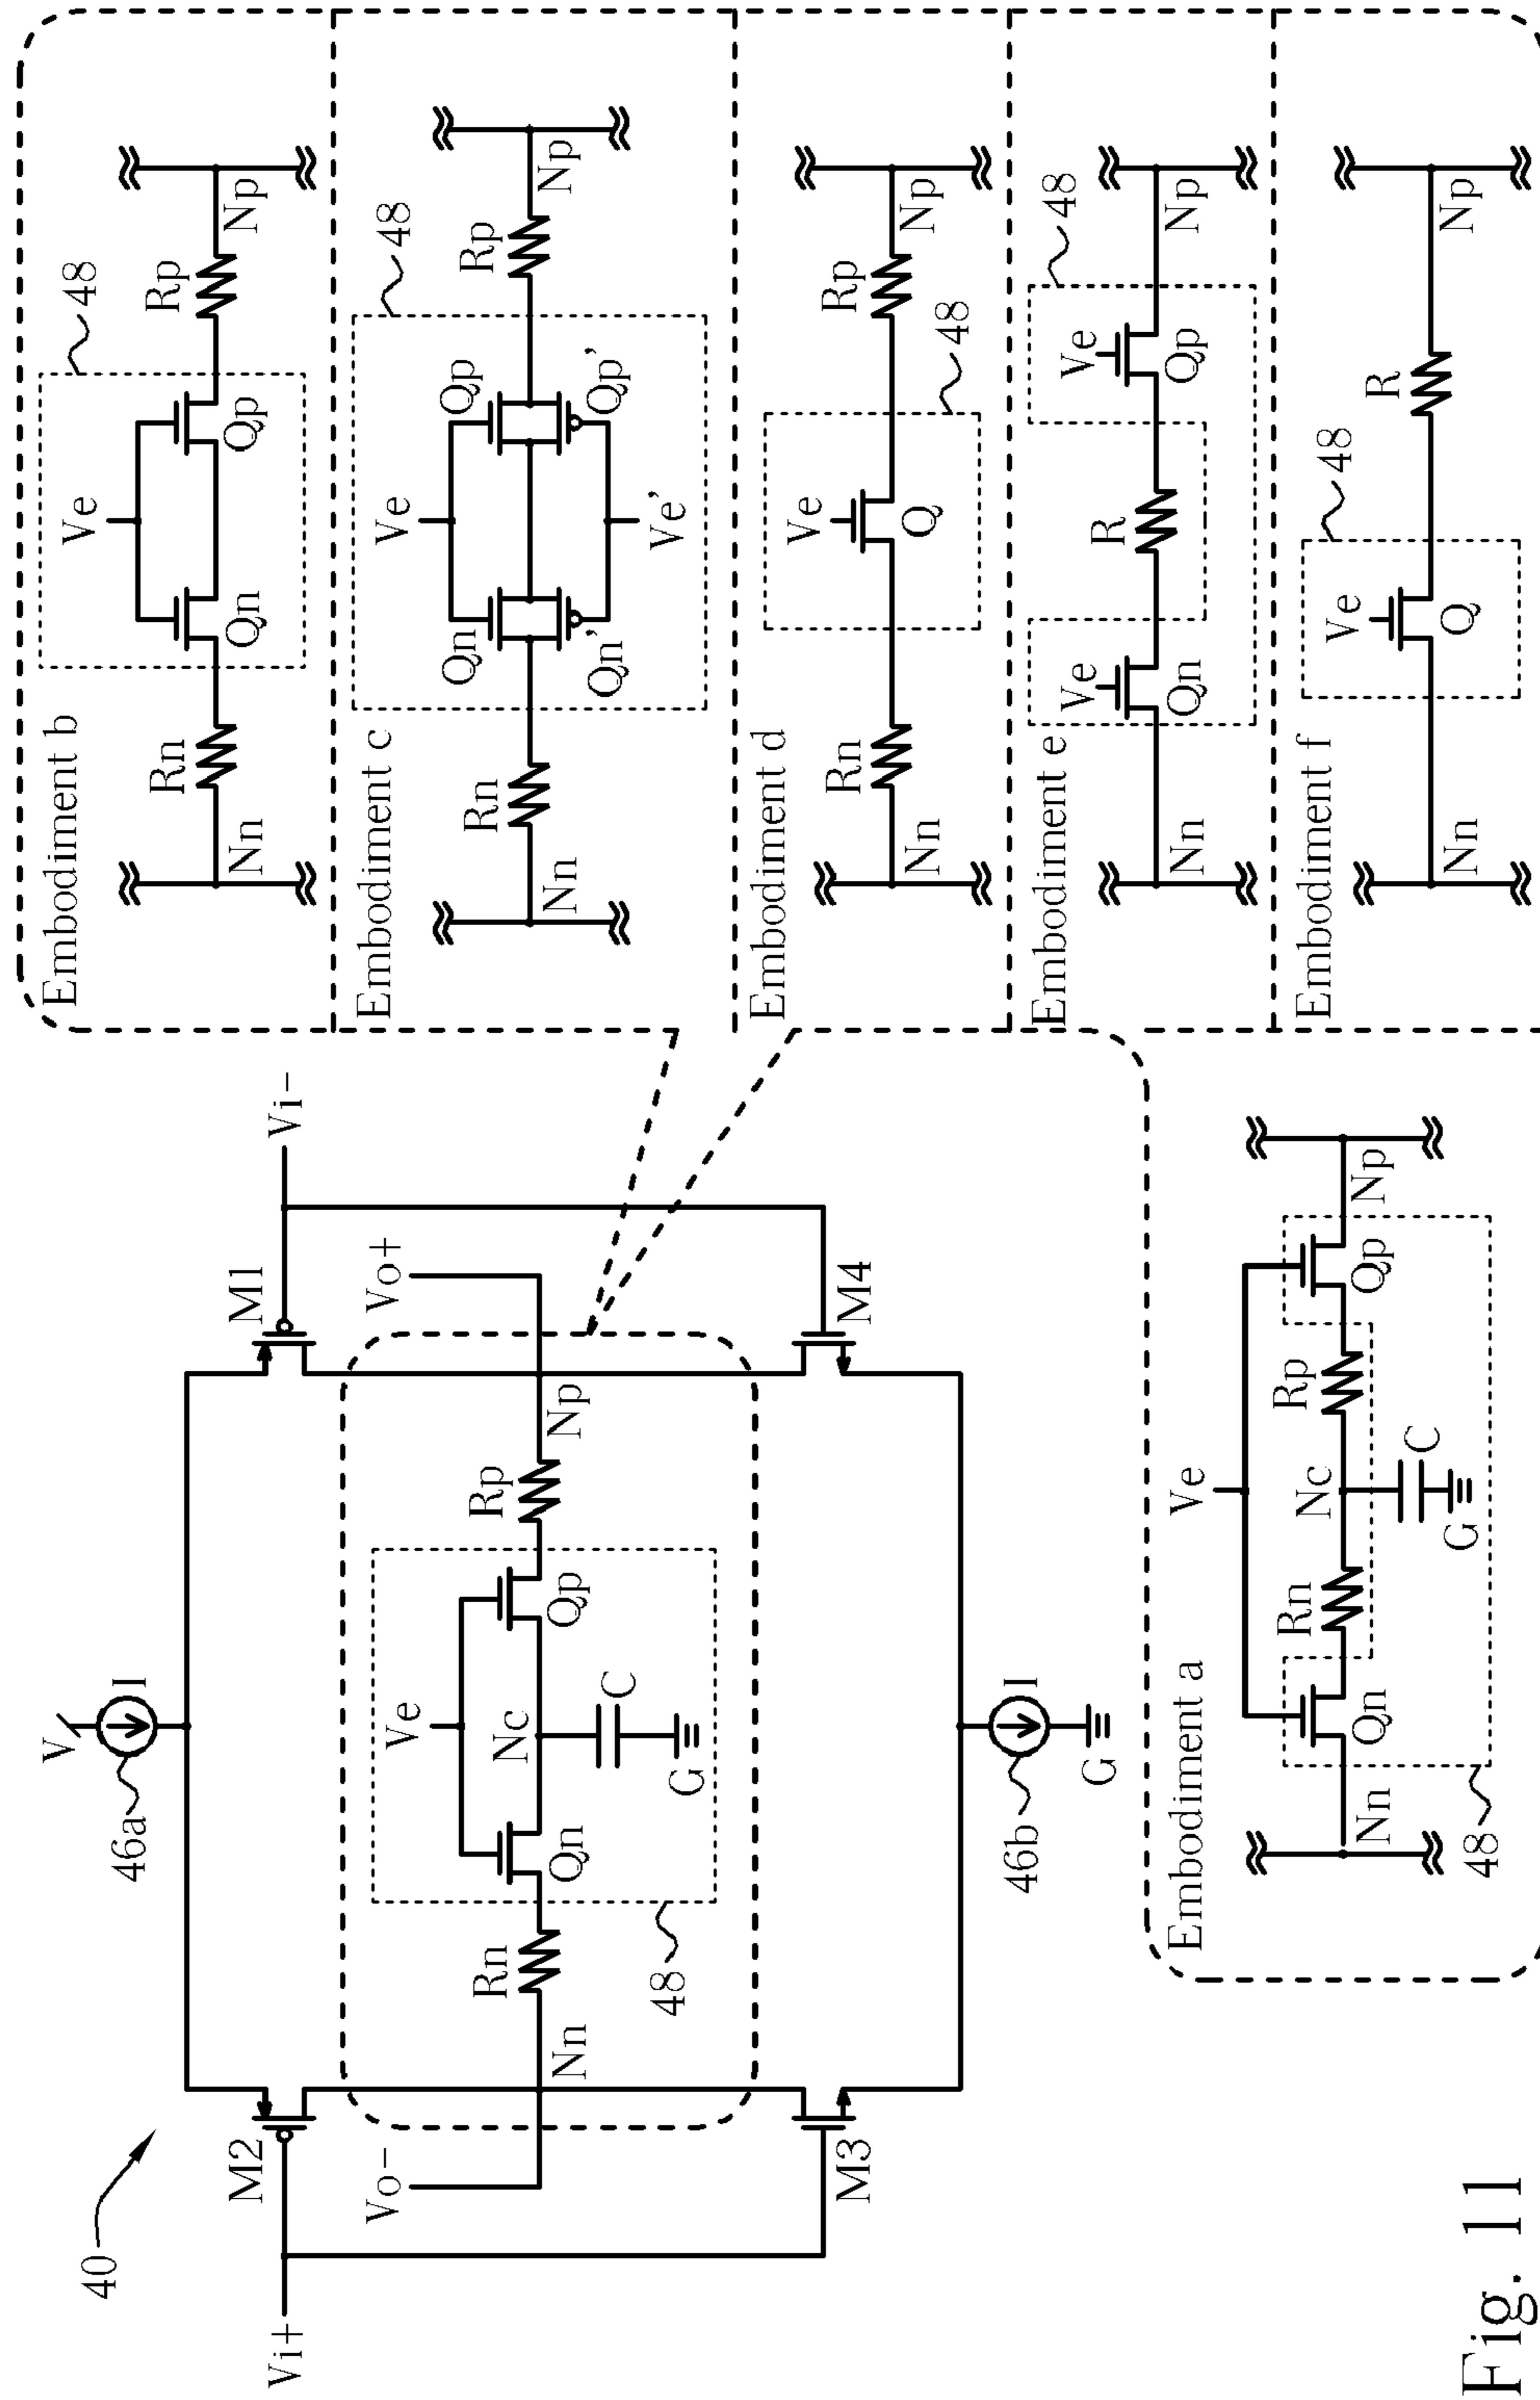 40
V
46a
I
Vi+
M2
M1
Vi-
Vo-
Vo+
Ve
Nn
Rn
Qn
Nc
Qp
Rp
Np
C
G
48
M3
M4
46b
I
G
Embodiment a
Ve
Nn
Qn
Rn
Nc
Rp
Qp
Np
C
G
48
Embodiment b
48
Ve
Nn
Rn
Qn
Qp
Rp
Np
Embodiment c
48
Ve
Nn
Rn
Qn
Qp
Rp
Np
Qn'
Qp'
Ve'
Embodiment d
Ve
Nn
Rn
Q
Rp
Np
48
Embodiment e
48
Ve
Ve
Nn
Qn
R
Qp
Np
Embodiment f
48
Ve
Nn
Q
R
Np
Fig. 11